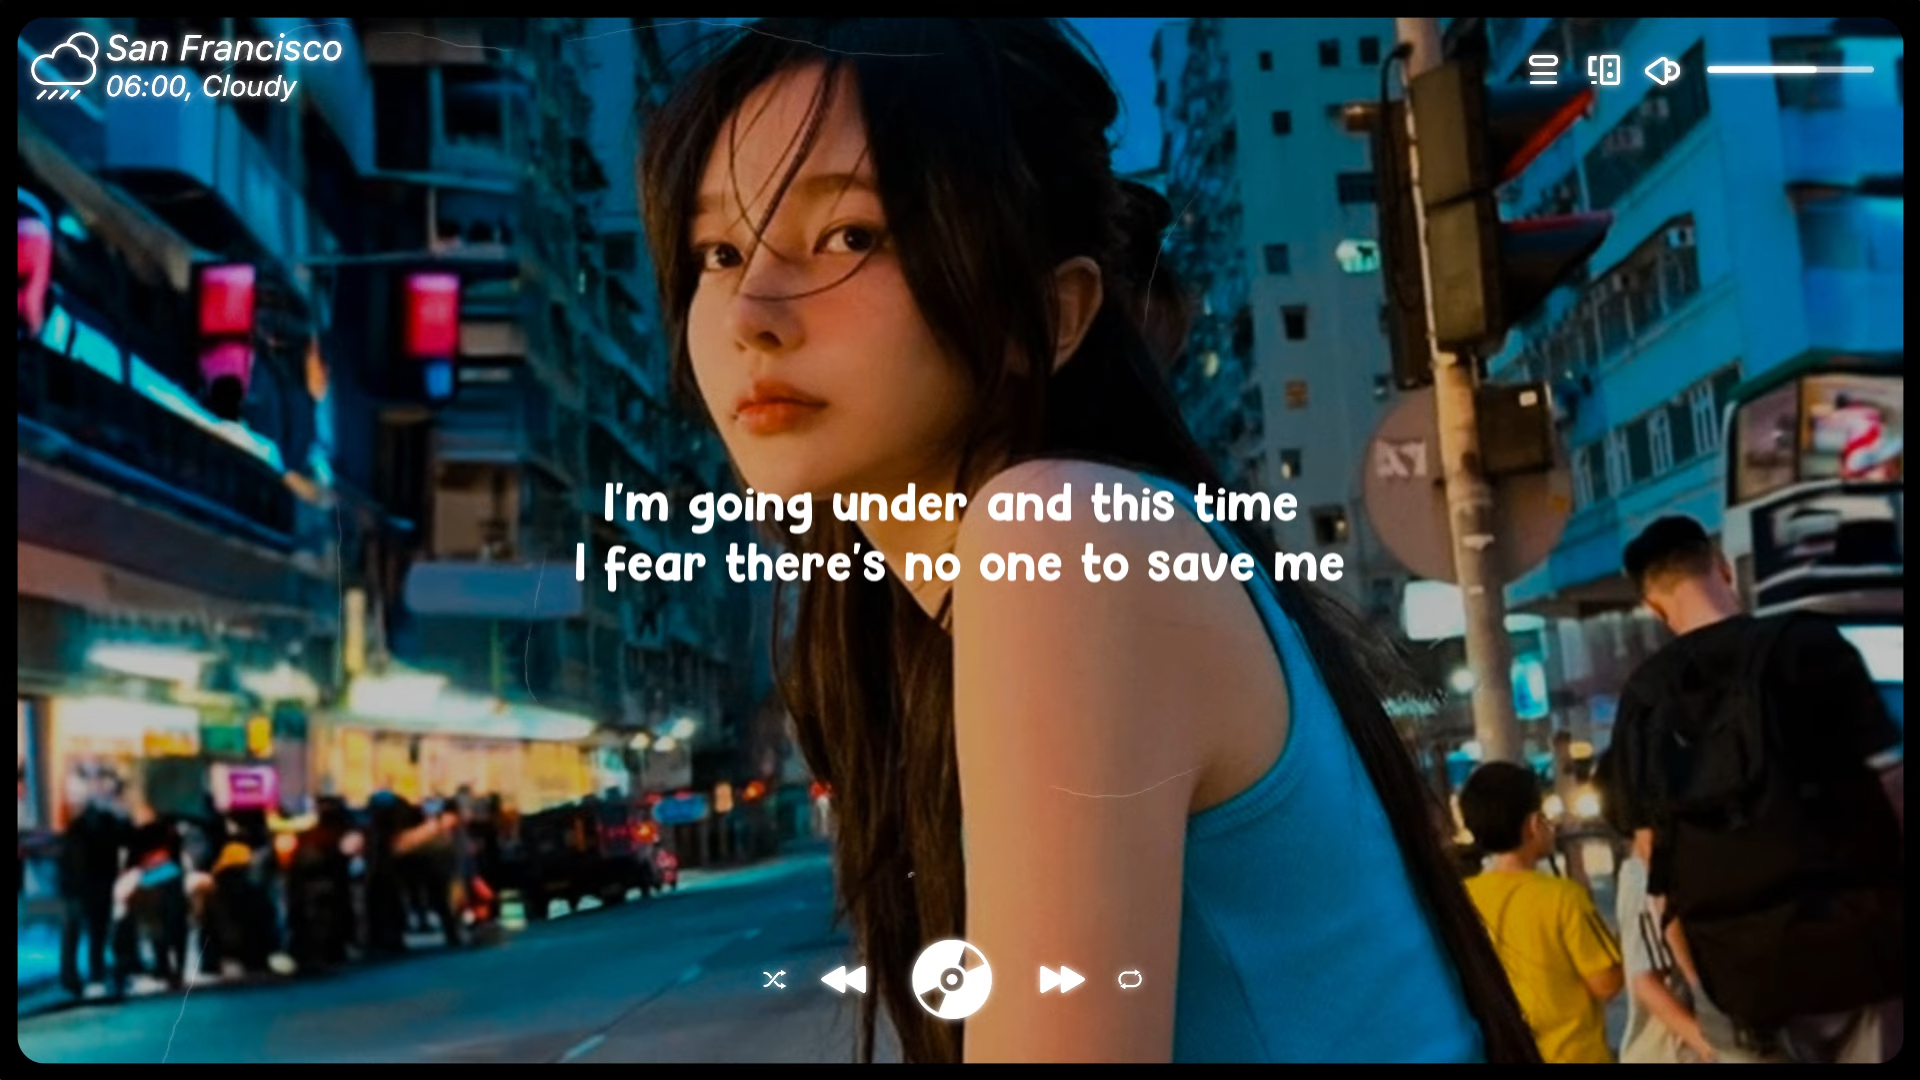 San Francisco
06:00, Cloudy
I'm going under and this time
I fear there's no one to save me